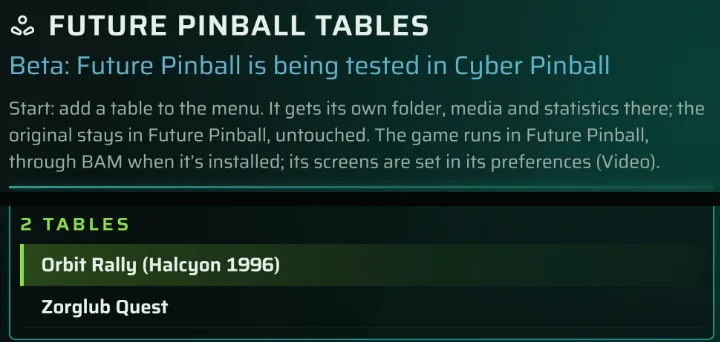 FUTURE PINBALL TABLES
Beta: Future Pinball is being tested in Cyber Pinball
Start: add a table to the menu. It gets its own folder, media and statistics there; the
original stays in Future Pinball, untouched. The game runs in Future Pinball,
through BAM when it's installed; its screens are set in its preferences (Video).
2 TABLES
Orbit Rally (Halcyon 1996)
Zorglub Quest